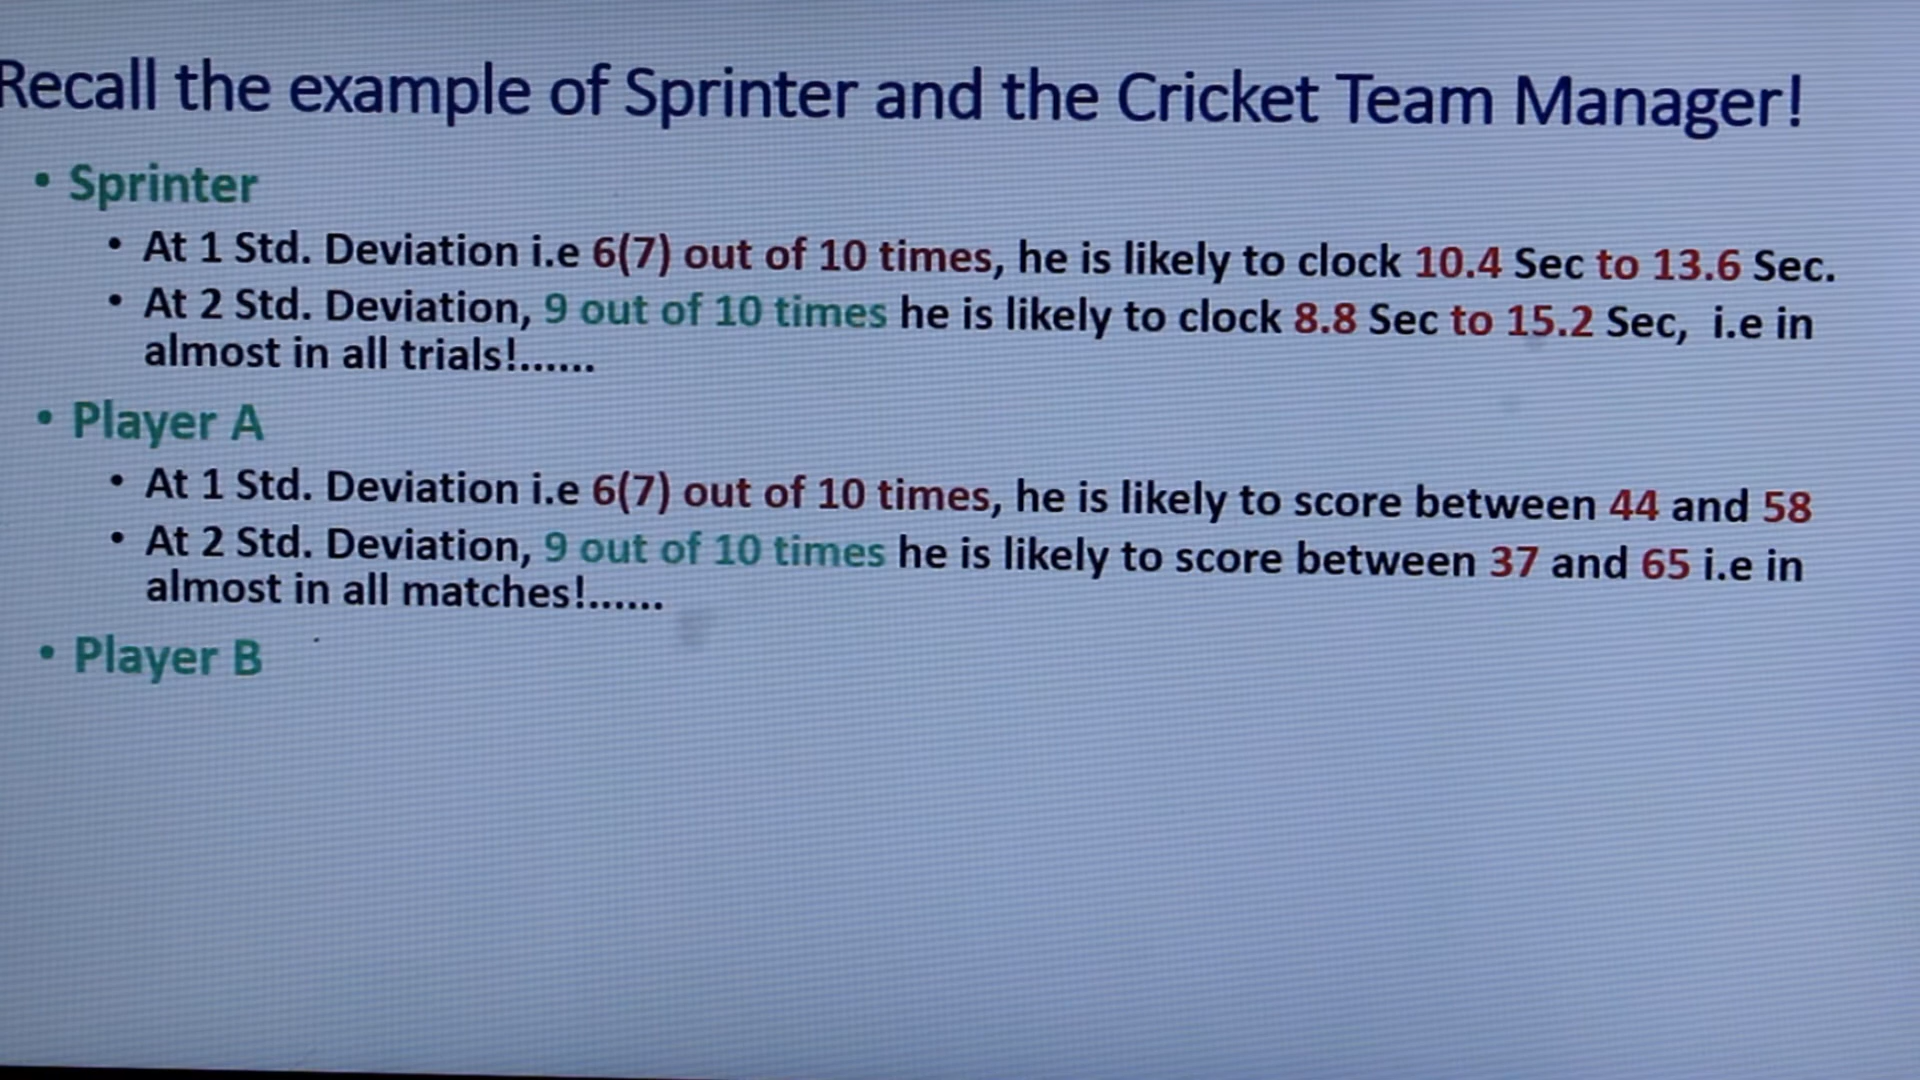 Recall the example of Sprinter and the Cricket Team Manager!
• Sprinter
• At 1 Std. Deviation i.e 6(7) out of 10 times, he is likely to clock 10.4 Sec to 13.6 Sec.
• At 2 Std. Deviation, 9 out of 10 times he is likely to clock 8.8 Sec to 15.2 Sec, i.e in
almost in all trials!......
• Player A
• At 1 Std. Deviation i.e 6(7) out of 10 times, he is likely to score between 44 and 58
• At 2 Std. Deviation, 9 out of 10 times he is likely to score between 37 and 65 i.e in
almost in all matches!......
• Player B